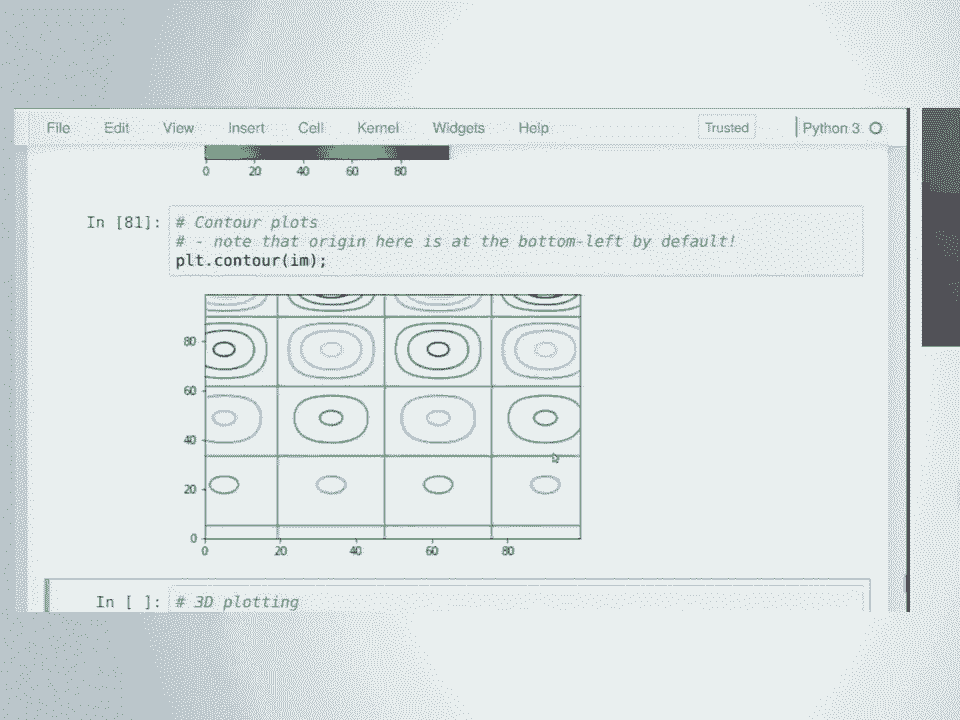 File Edit View Insert Cell Kernel Widgets Help Trusted Python 3
0 20 40 60 80
In [81]: # Contour plots
# - note that origin here is at the bottom-left by default!
plt.contour(im);
80
60
40
20
0
0 20 40 60 80
In [ ]: # 3D plotting